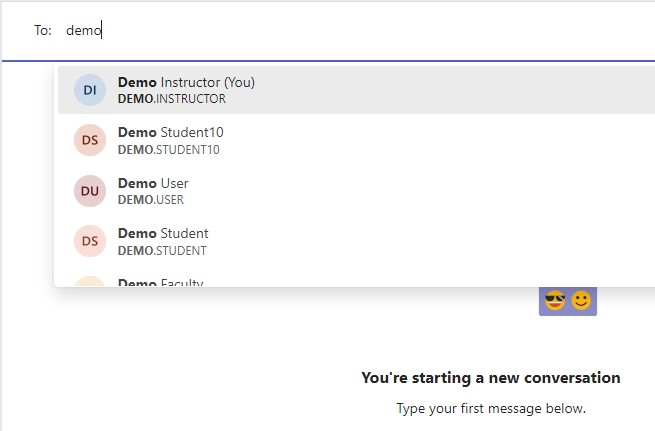 To: demo
DI
Demo Instructor (You)
DEMO.INSTRUCTOR
DS
Demo Student10
DEMO.STUDENT10
DU
Demo User
DEMO.USER
DS
Demo Student
DEMO.STUDENT
Demo Faculty
You're starting a new conversation
Type your first message below.